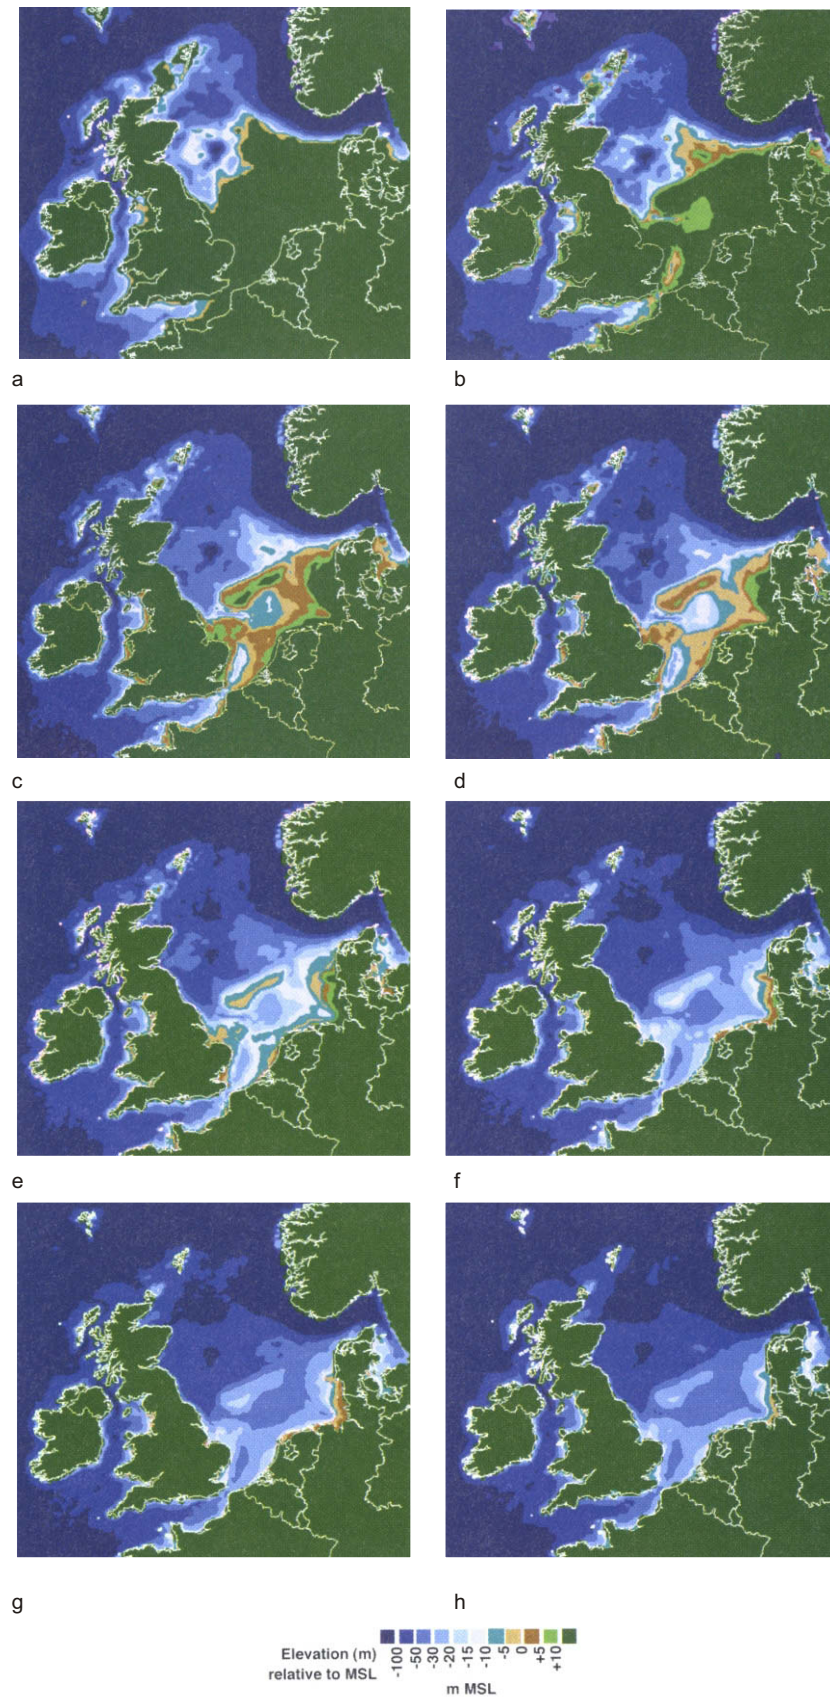 a
b
c
d
e
f
g
h
Elevation (m)
relative to MSL
-100
-50
-30
-20
-15
-10
-5
0
+5
+10
m MSL